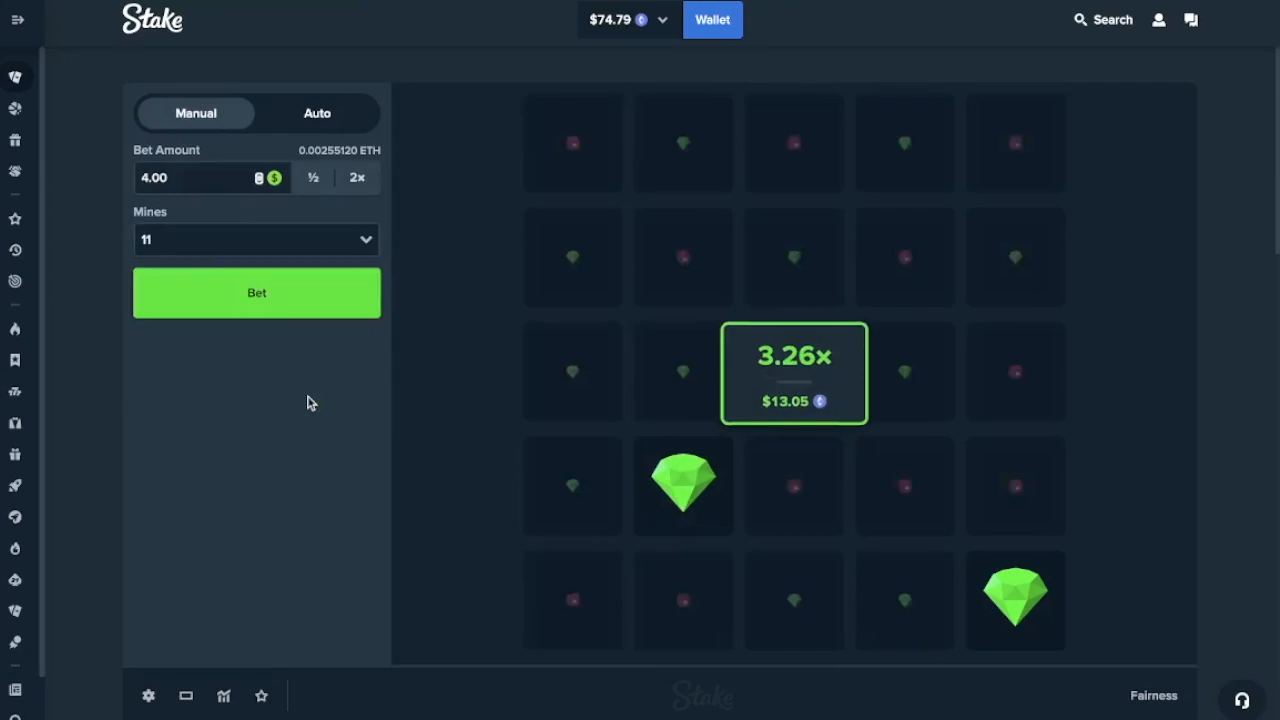 Stake
$74.79
Wallet
Search
Manual
Auto
Bet Amount
0.00255120 ETH
4.00
½
2x
Mines
11
Bet
3.26x
$13.05
Stake
Fairness